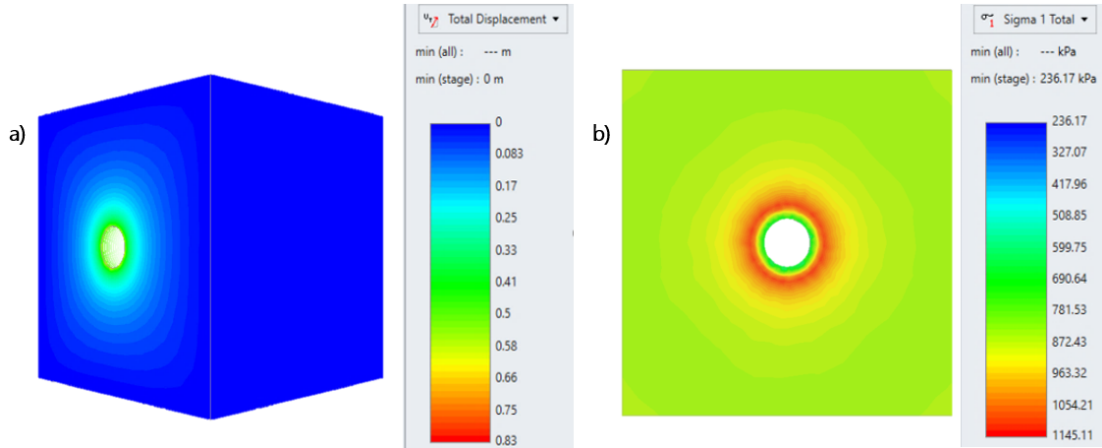 a)
Total Displacement
min (all) : --- m
min (stage) : 0 m
0
0.083
0.17
0.25
0.33
0.41
0.5
0.58
0.66
0.75
0.83
b)
σ 1 Sigma 1 Total
min (all) : --- kPa
min (stage) : 236.17 kPa
236.17
327.07
417.96
508.85
599.75
690.64
781.53
872.43
963.32
1054.21
1145.11